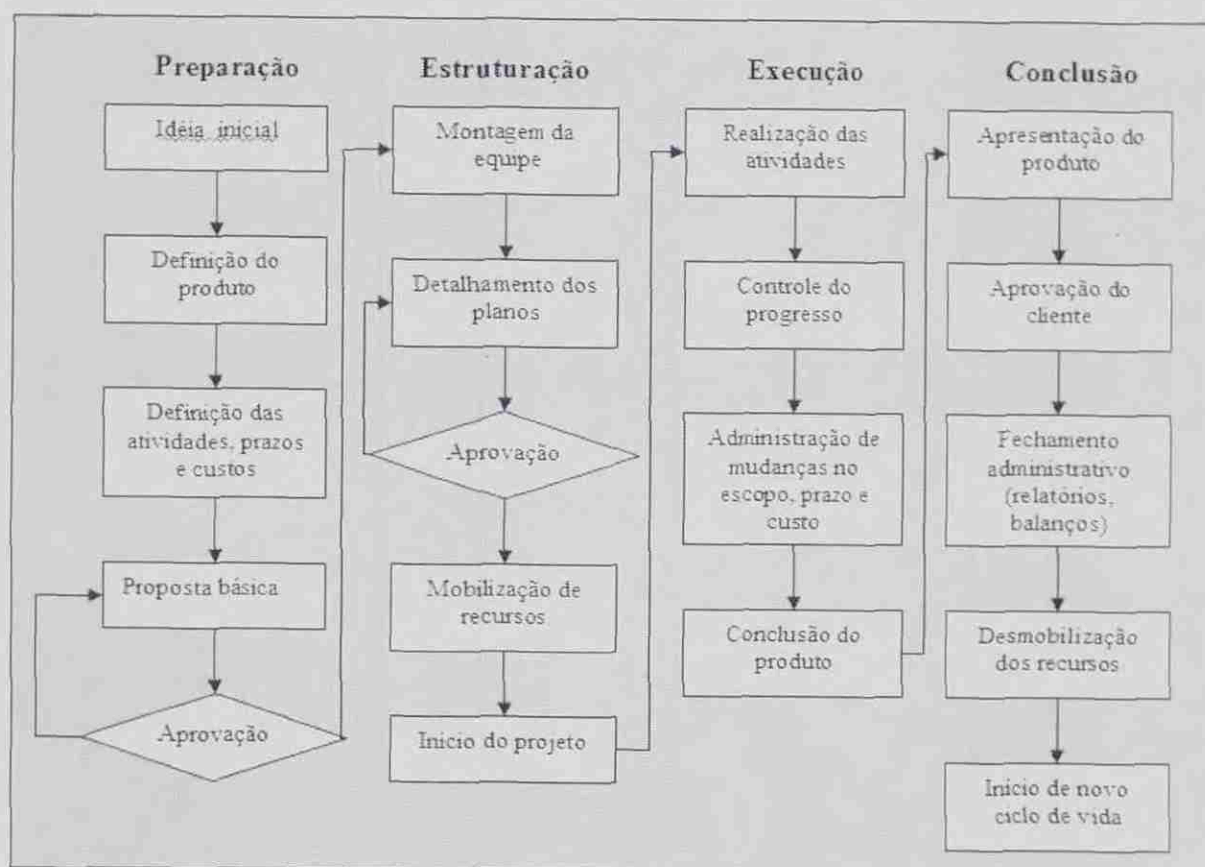 Preparação
Idéia inicial
Definição do
produto
Definição das
atividades, prazos
e custos
Proposta básica
Aprovação
Estruturação
Montagem da
equipe
Detalhamento dos
planos
Aprovação
Mobilização de
recursos
Início do projeto
Execução
Realização das
atividades
Controle do
progresso
Administração de
mudanças no
escopo, prazo e
custo
Conclusão do
produto
Conclusão
Apresentação do
produto
Aprovação do
cliente
Fechamento
administrativo
(relatórios,
balanços)
Desmobilização
dos recursos
Início de novo
ciclo de vida